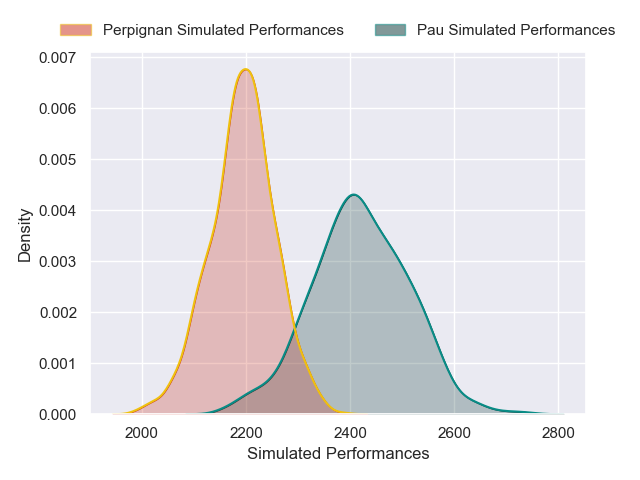 Perpignan Simulated Performances Pau Simulated Performances
0.007
0.006
0.005
0.004
0.003
0.002
0.001
0.000
Density
2000 2200 2400 2600 2800
Simulated Performances